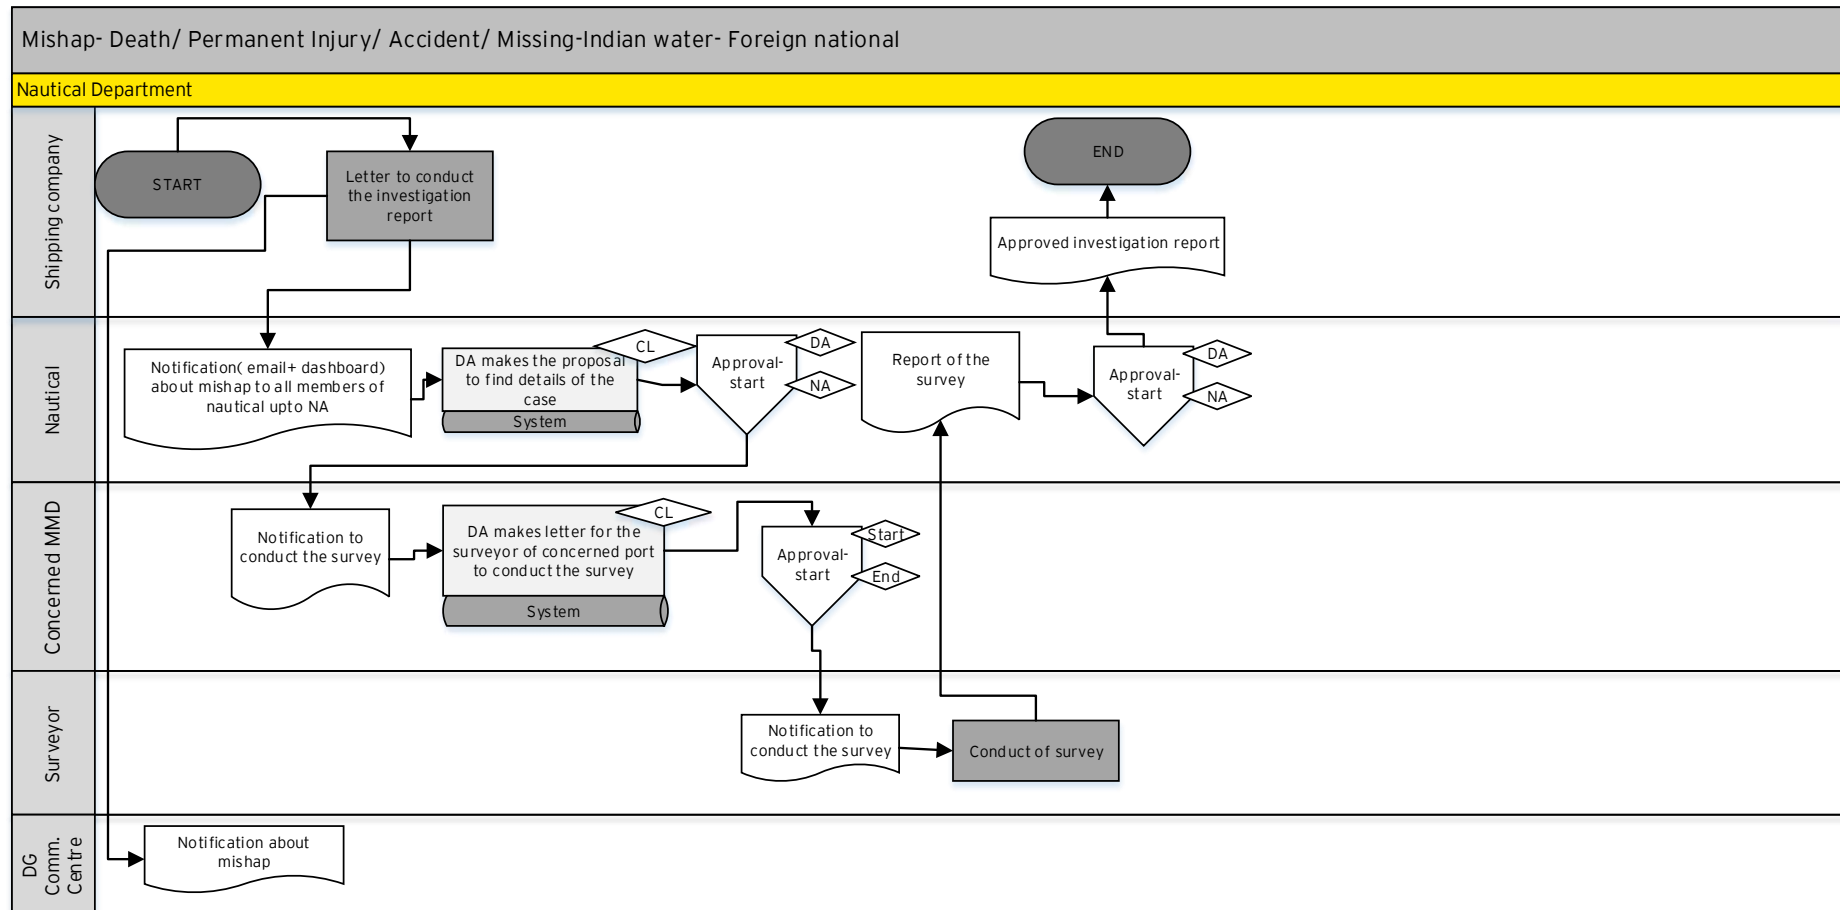 Mishap- Death/ Permanent Injury/ Accident/ Missing-Indian water- Foreign national
Nautical Department
Shipping company
START
Letter to conduct
the investigation
report
END
Approved investigation report
Nautical
Notification( email+ dashboard)
about mishap to all members of
nautical upto NA
DA makes the proposal
to find details of the
case
System
CL
Approval-
start
DA
NA
Report of the
survey
Approval-
start
DA
NA
Concerned MMD
Notification to
conduct the survey
DA makes letter for the
surveyor of concerned port
to conduct the survey
System
CL
Approval-
start
Start
End
Surveyor
Notification to
conduct the survey
Conduct of survey
DG
Comm.
Centre
Notification about
mishap